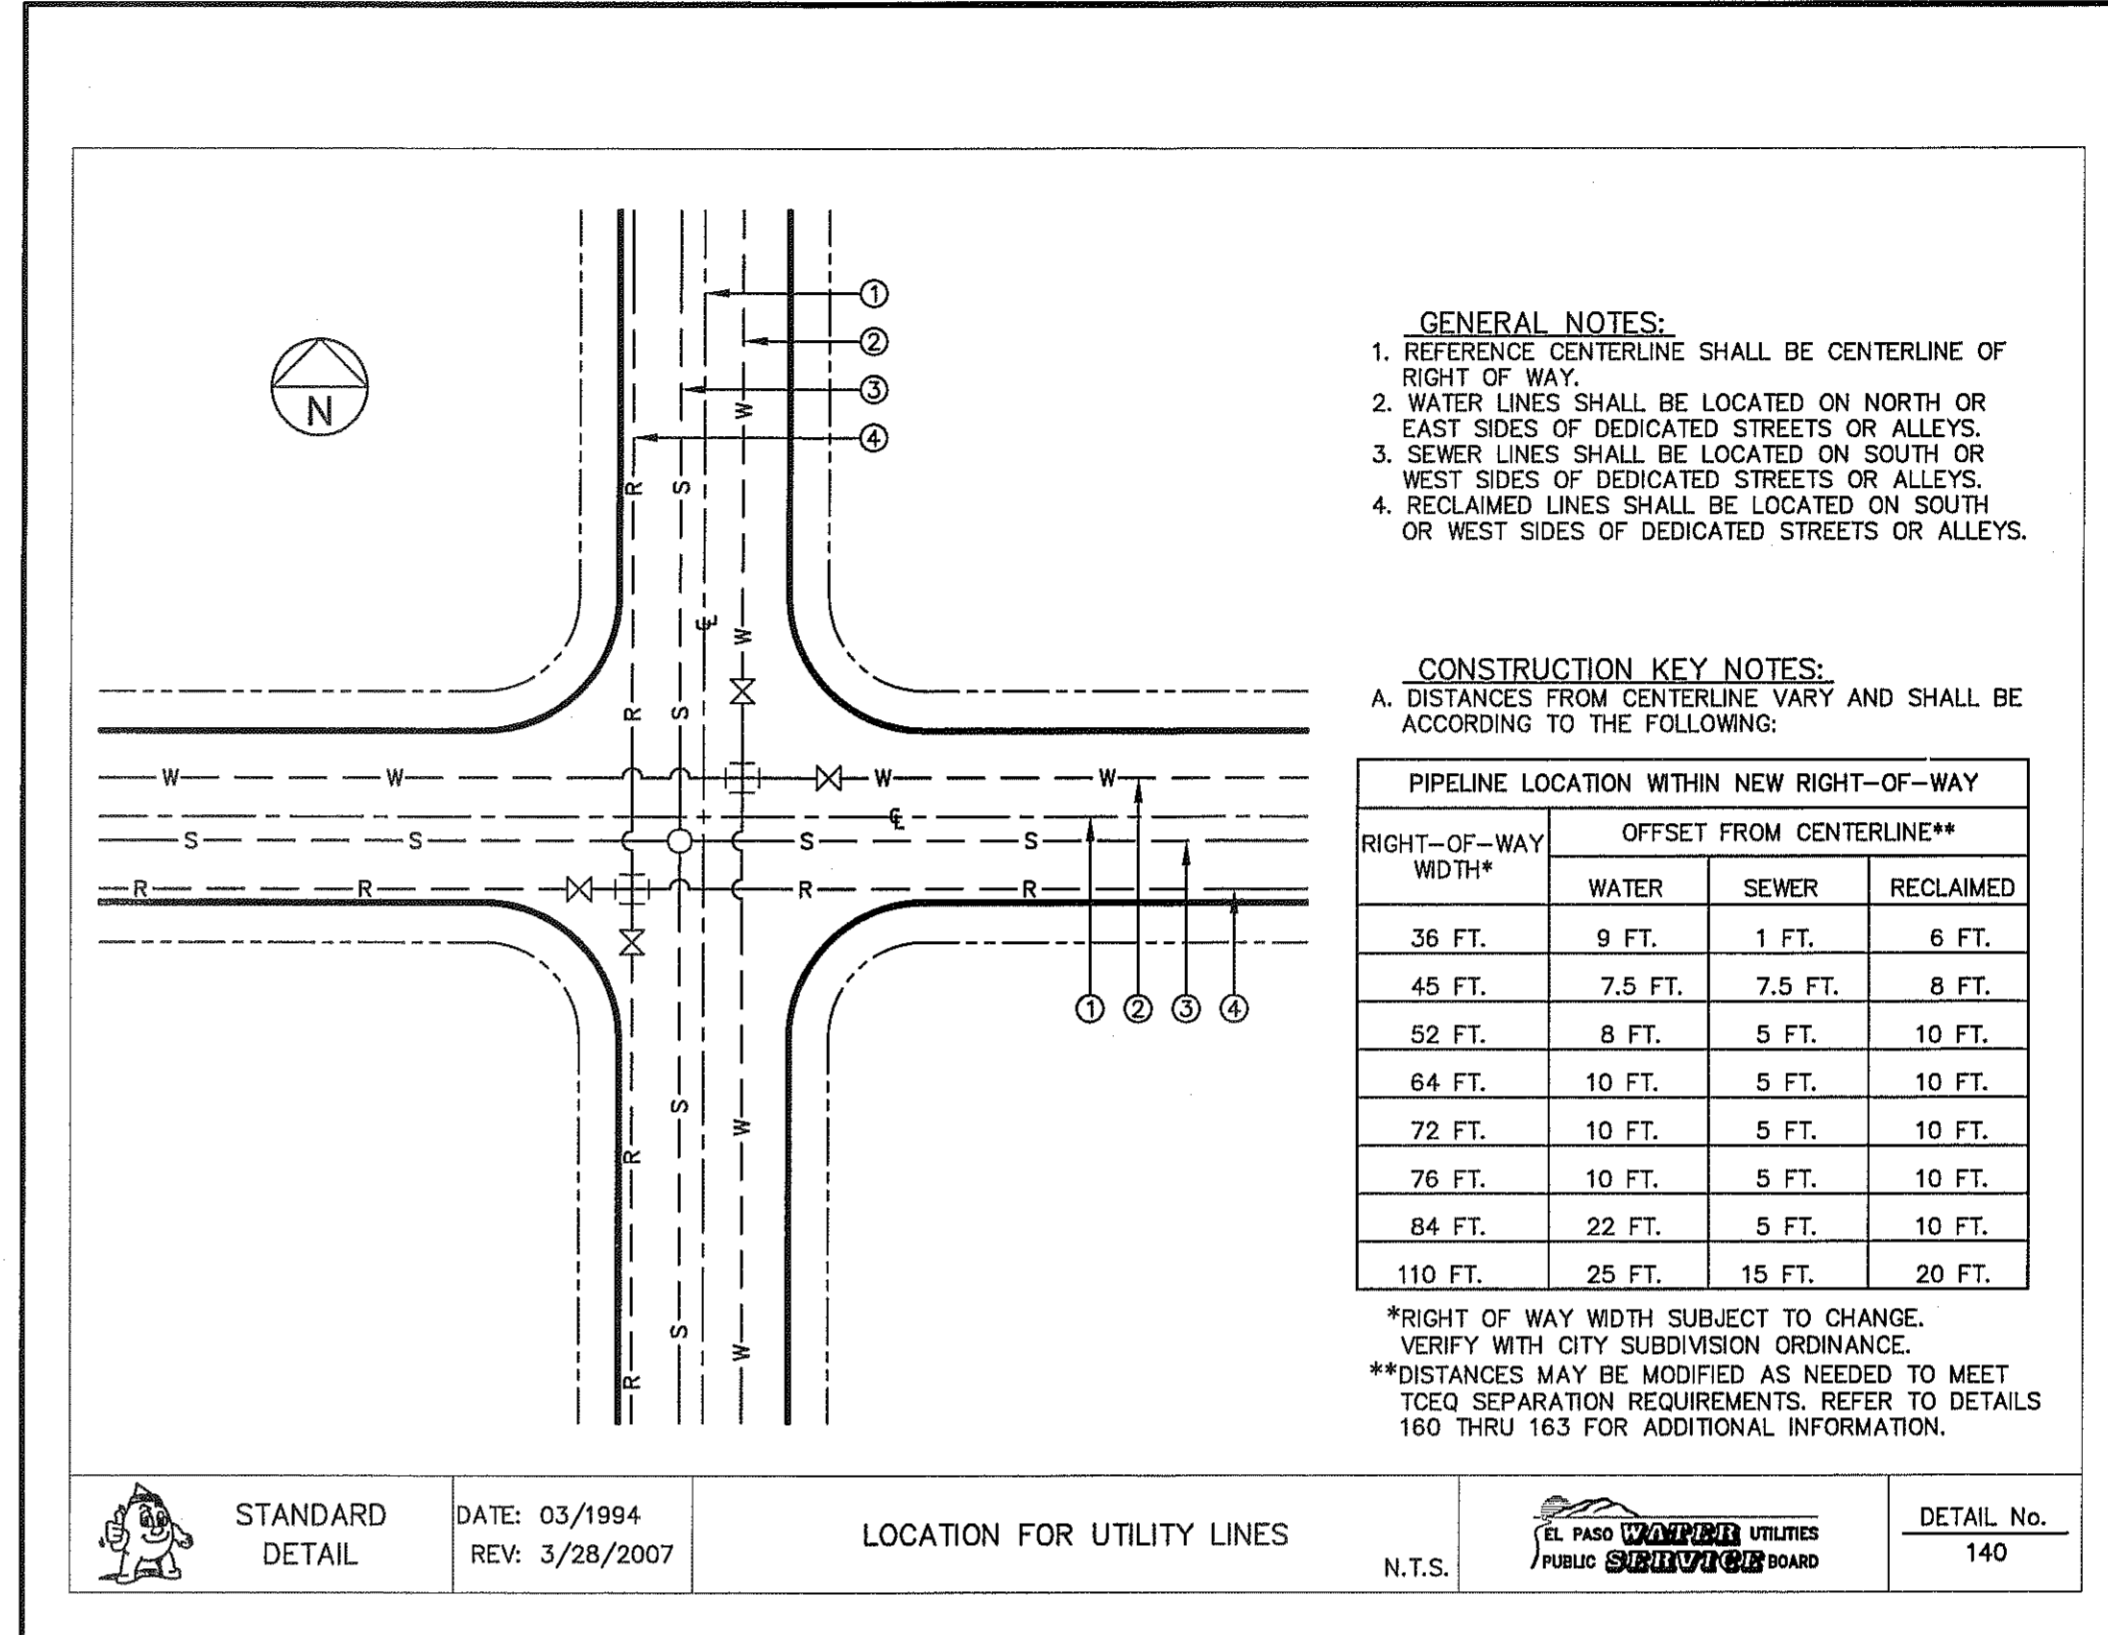 1
2
3
4
N
W
R
S
W
R
S
W
W
W
W
W
S
S
S
S
R
R
R
R
1
2
3
4
S
W
R
S
W
R
℄
℄
GENERAL NOTES:
1. REFERENCE CENTERLINE SHALL BE CENTERLINE OF
RIGHT OF WAY.
2. WATER LINES SHALL BE LOCATED ON NORTH OR
EAST SIDES OF DEDICATED STREETS OR ALLEYS.
3. SEWER LINES SHALL BE LOCATED ON SOUTH OR
WEST SIDES OF DEDICATED STREETS OR ALLEYS.
4. RECLAIMED LINES SHALL BE LOCATED ON SOUTH
OR WEST SIDES OF DEDICATED STREETS OR ALLEYS.
CONSTRUCTION KEY NOTES:
A. DISTANCES FROM CENTERLINE VARY AND SHALL BE
ACCORDING TO THE FOLLOWING:
PIPELINE LOCATION WITHIN NEW RIGHT-OF-WAY
RIGHT-OF-WAY
WIDTH*
OFFSET FROM CENTERLINE**
WATER SEWER RECLAIMED
36 FT. 9 FT. 1 FT. 6 FT.
45 FT. 7.5 FT. 7.5 FT. 8 FT.
52 FT. 8 FT. 5 FT. 10 FT.
64 FT. 10 FT. 5 FT. 10 FT.
72 FT. 10 FT. 5 FT. 10 FT.
76 FT. 10 FT. 5 FT. 10 FT.
84 FT. 22 FT. 5 FT. 10 FT.
110 FT. 25 FT. 15 FT. 20 FT.
*RIGHT OF WAY WIDTH SUBJECT TO CHANGE.
VERIFY WITH CITY SUBDIVISION ORDINANCE.
**DISTANCES MAY BE MODIFIED AS NEEDED TO MEET
TCEQ SEPARATION REQUIREMENTS. REFER TO DETAILS
160 THRU 163 FOR ADDITIONAL INFORMATION.
STANDARD
DETAIL
DATE: 03/1994
REV: 3/28/2007
LOCATION FOR UTILITY LINES
N.T.S.
EL PASO WATER UTILITIES
PUBLIC SERVICE BOARD
DETAIL No.
140